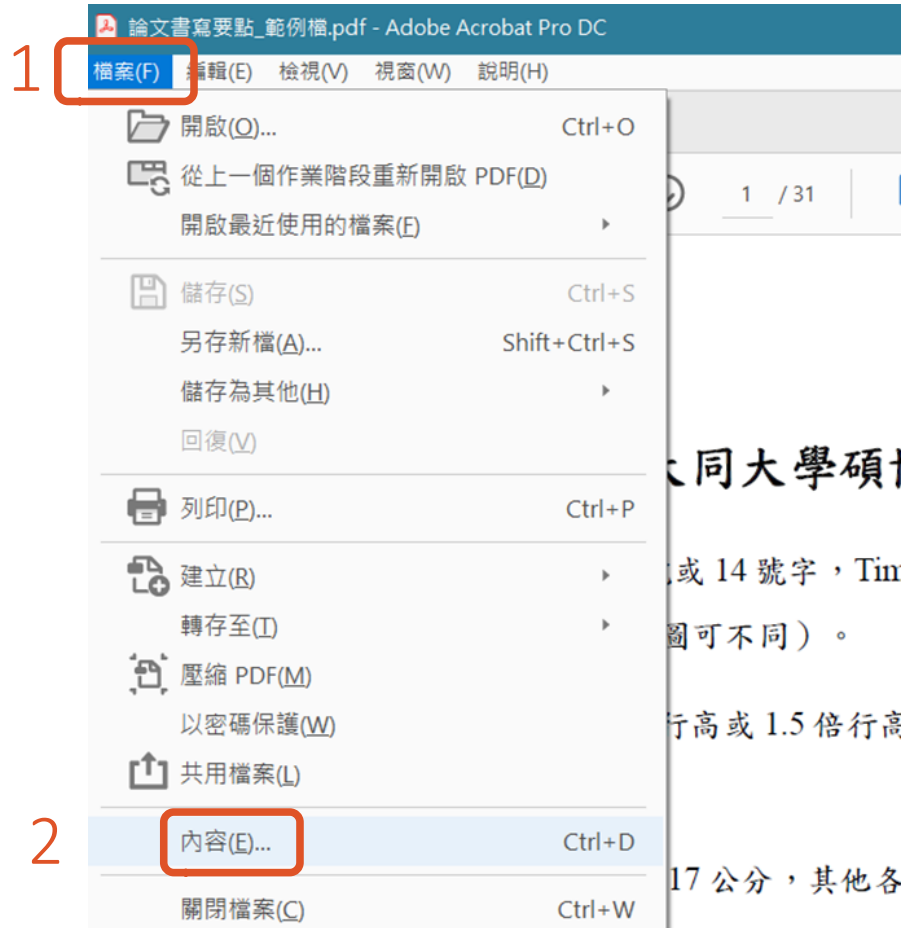 論文書寫要點_範例檔.pdf - Adobe Acrobat Pro DC
1
檔案(F) 編輯(E) 檢視(V) 視窗(W) 說明(H)
開啟(O)... Ctrl+O
從上一個作業階段重新開啟 PDF(D)
1 / 31
開啟最近使用的檔案(F)
儲存(S) Ctrl+S
另存新檔(A)... Shift+Ctrl+S
儲存為其他(H)
回復(V)
同大學碩
列印(P)... Ctrl+P
建立(R)
或 14 號字，Tim
轉存至(T)
圖可不同）。
壓縮 PDF(M)
以密碼保護(W)
行高或 1.5 倍行高
共用檔案(L)
2
內容(E)... Ctrl+D
17 公分，其他各
關閉檔案(C) Ctrl+W